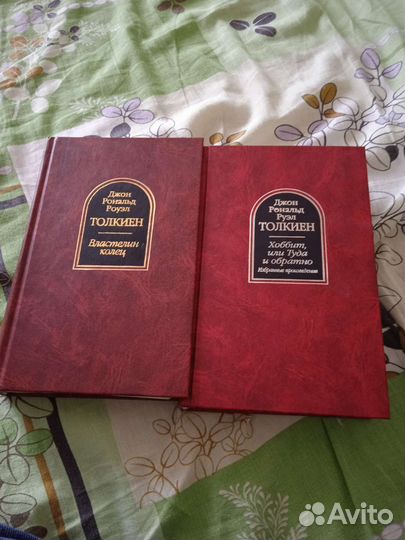 Джон
Рональд
Роуэл
ТОЛКИЕН
Властелин
колец
Джон
Рональд
Руэл
ТОЛКИЕН
Хоббит,
или Туда
и обратно
Избранные произведения
Avito